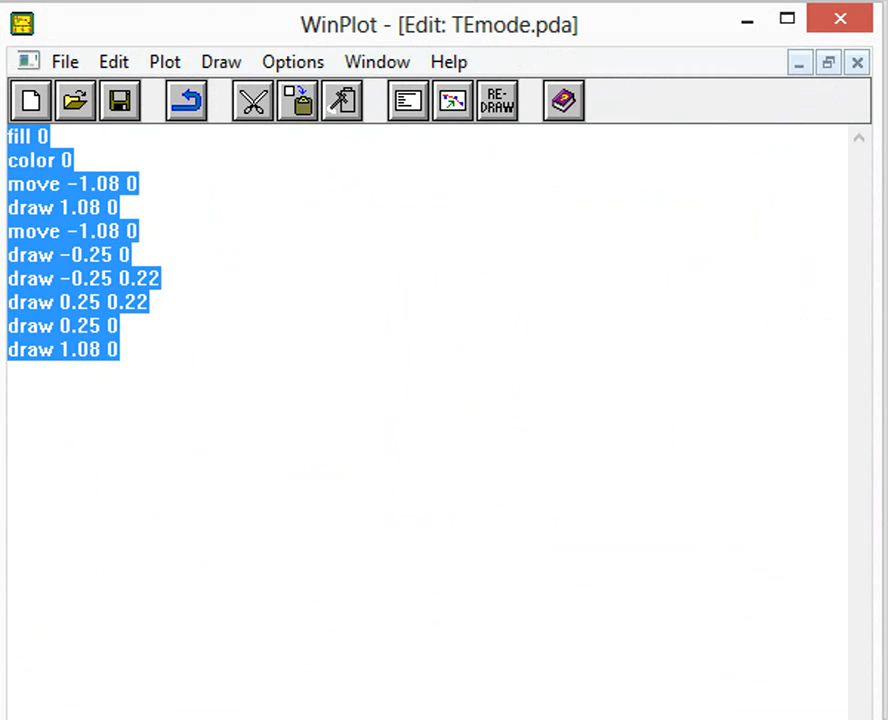 WinPlot - [Edit: TEmode.pda]
File Edit Plot Draw Options Window Help
RE-
DRAW
fill 0
color 0
move -1.08 0
draw 1.08 0
move -1.08 0
draw -0.25 0
draw -0.25 0.22
draw 0.25 0.22
draw 0.25 0
draw 1.08 0